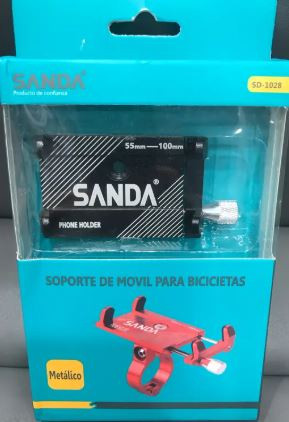 SANDA®
Producto de confianza
SD-1028
55mm——100mm
SANDA®
PHONE HOLDER
SOPORTE DE MOVIL PARA BICICIETAS
SANDA
Metálico